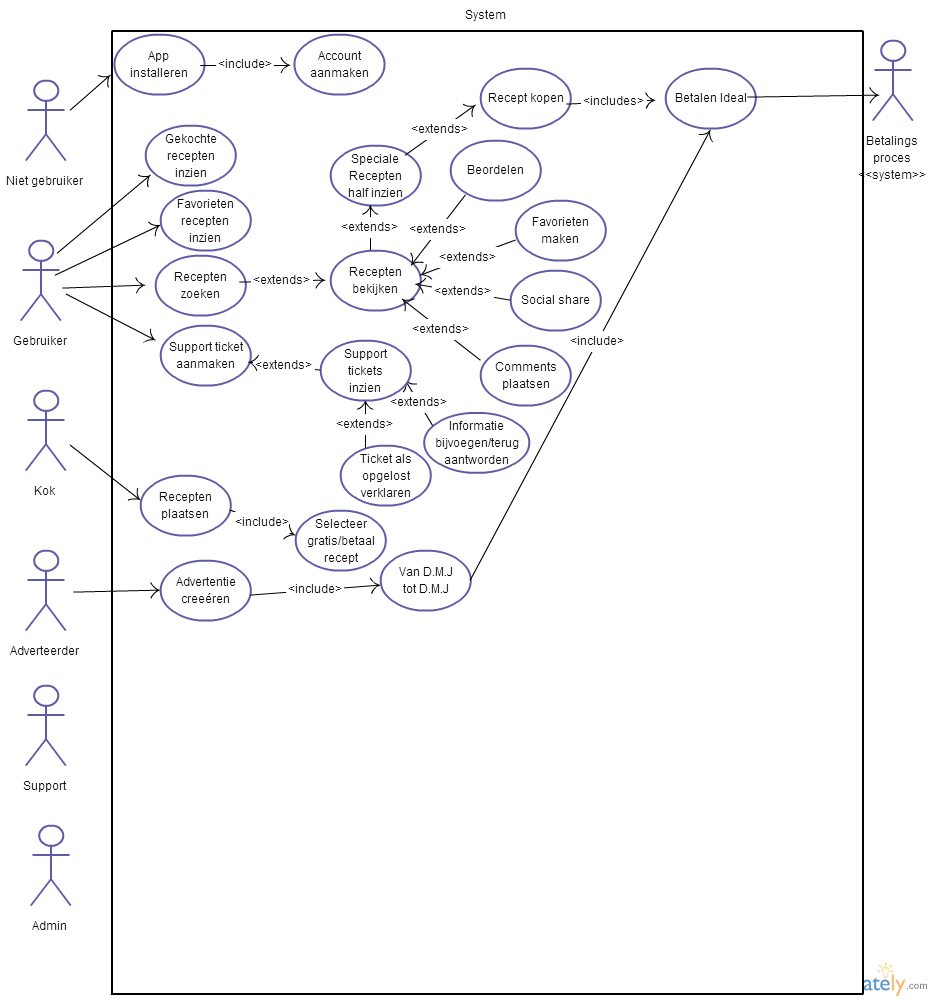 System
App
installeren
<include>
Account
aanmaken
Niet gebruiker
Gekochte
recepten
inzien
Favorieten
recepten
inzien
Recepten
zoeken
<extends>
Recepten
bekijken
Gebruiker
Support ticket
aanmaken
<extends>
Support
tickets
inzien
<extends>
Speciale
Recepten
half inzien
<extends>
Recept kopen
<includes>
Betalen Ideal
Betalings
proces
<<system>>
Beordelen
<extends>
Favorieten
maken
<extends>
Social share
<extends>
Comments
plaatsen
<extends>
<include>
<extends>
Informatie
bijvoegen/terug
aantworden
<extends>
Ticket als
opgelost
verklaren
Kok
Recepten
plaatsen
<include>
Selecteer
gratis/betaal
recept
Adverteerder
Advertentie
creeéren
<include>
Van D.M.J
tot D.M.J
Support
Admin
ately.com